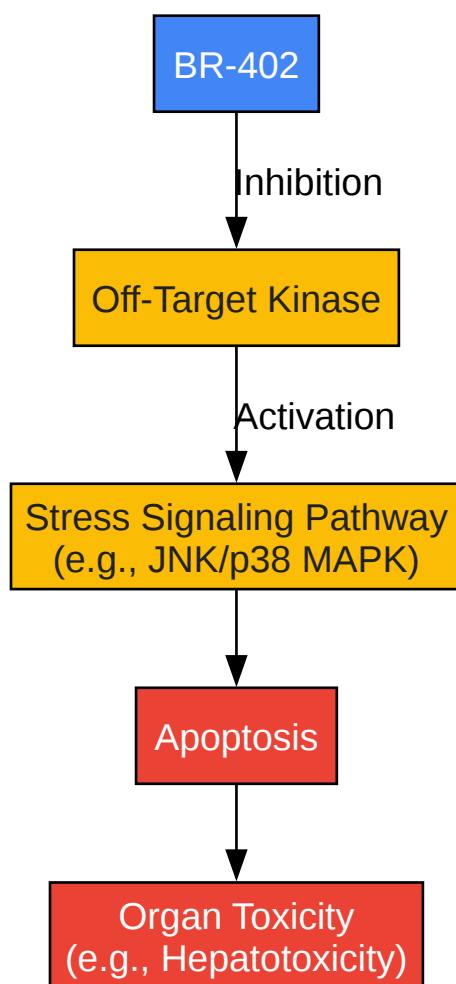 BR-402
Inhibition
Off-Target Kinase
Activation
Stress Signaling Pathway
(e.g., JNK/p38 MAPK)
Apoptosis
Organ Toxicity
(e.g., Hepatotoxicity)